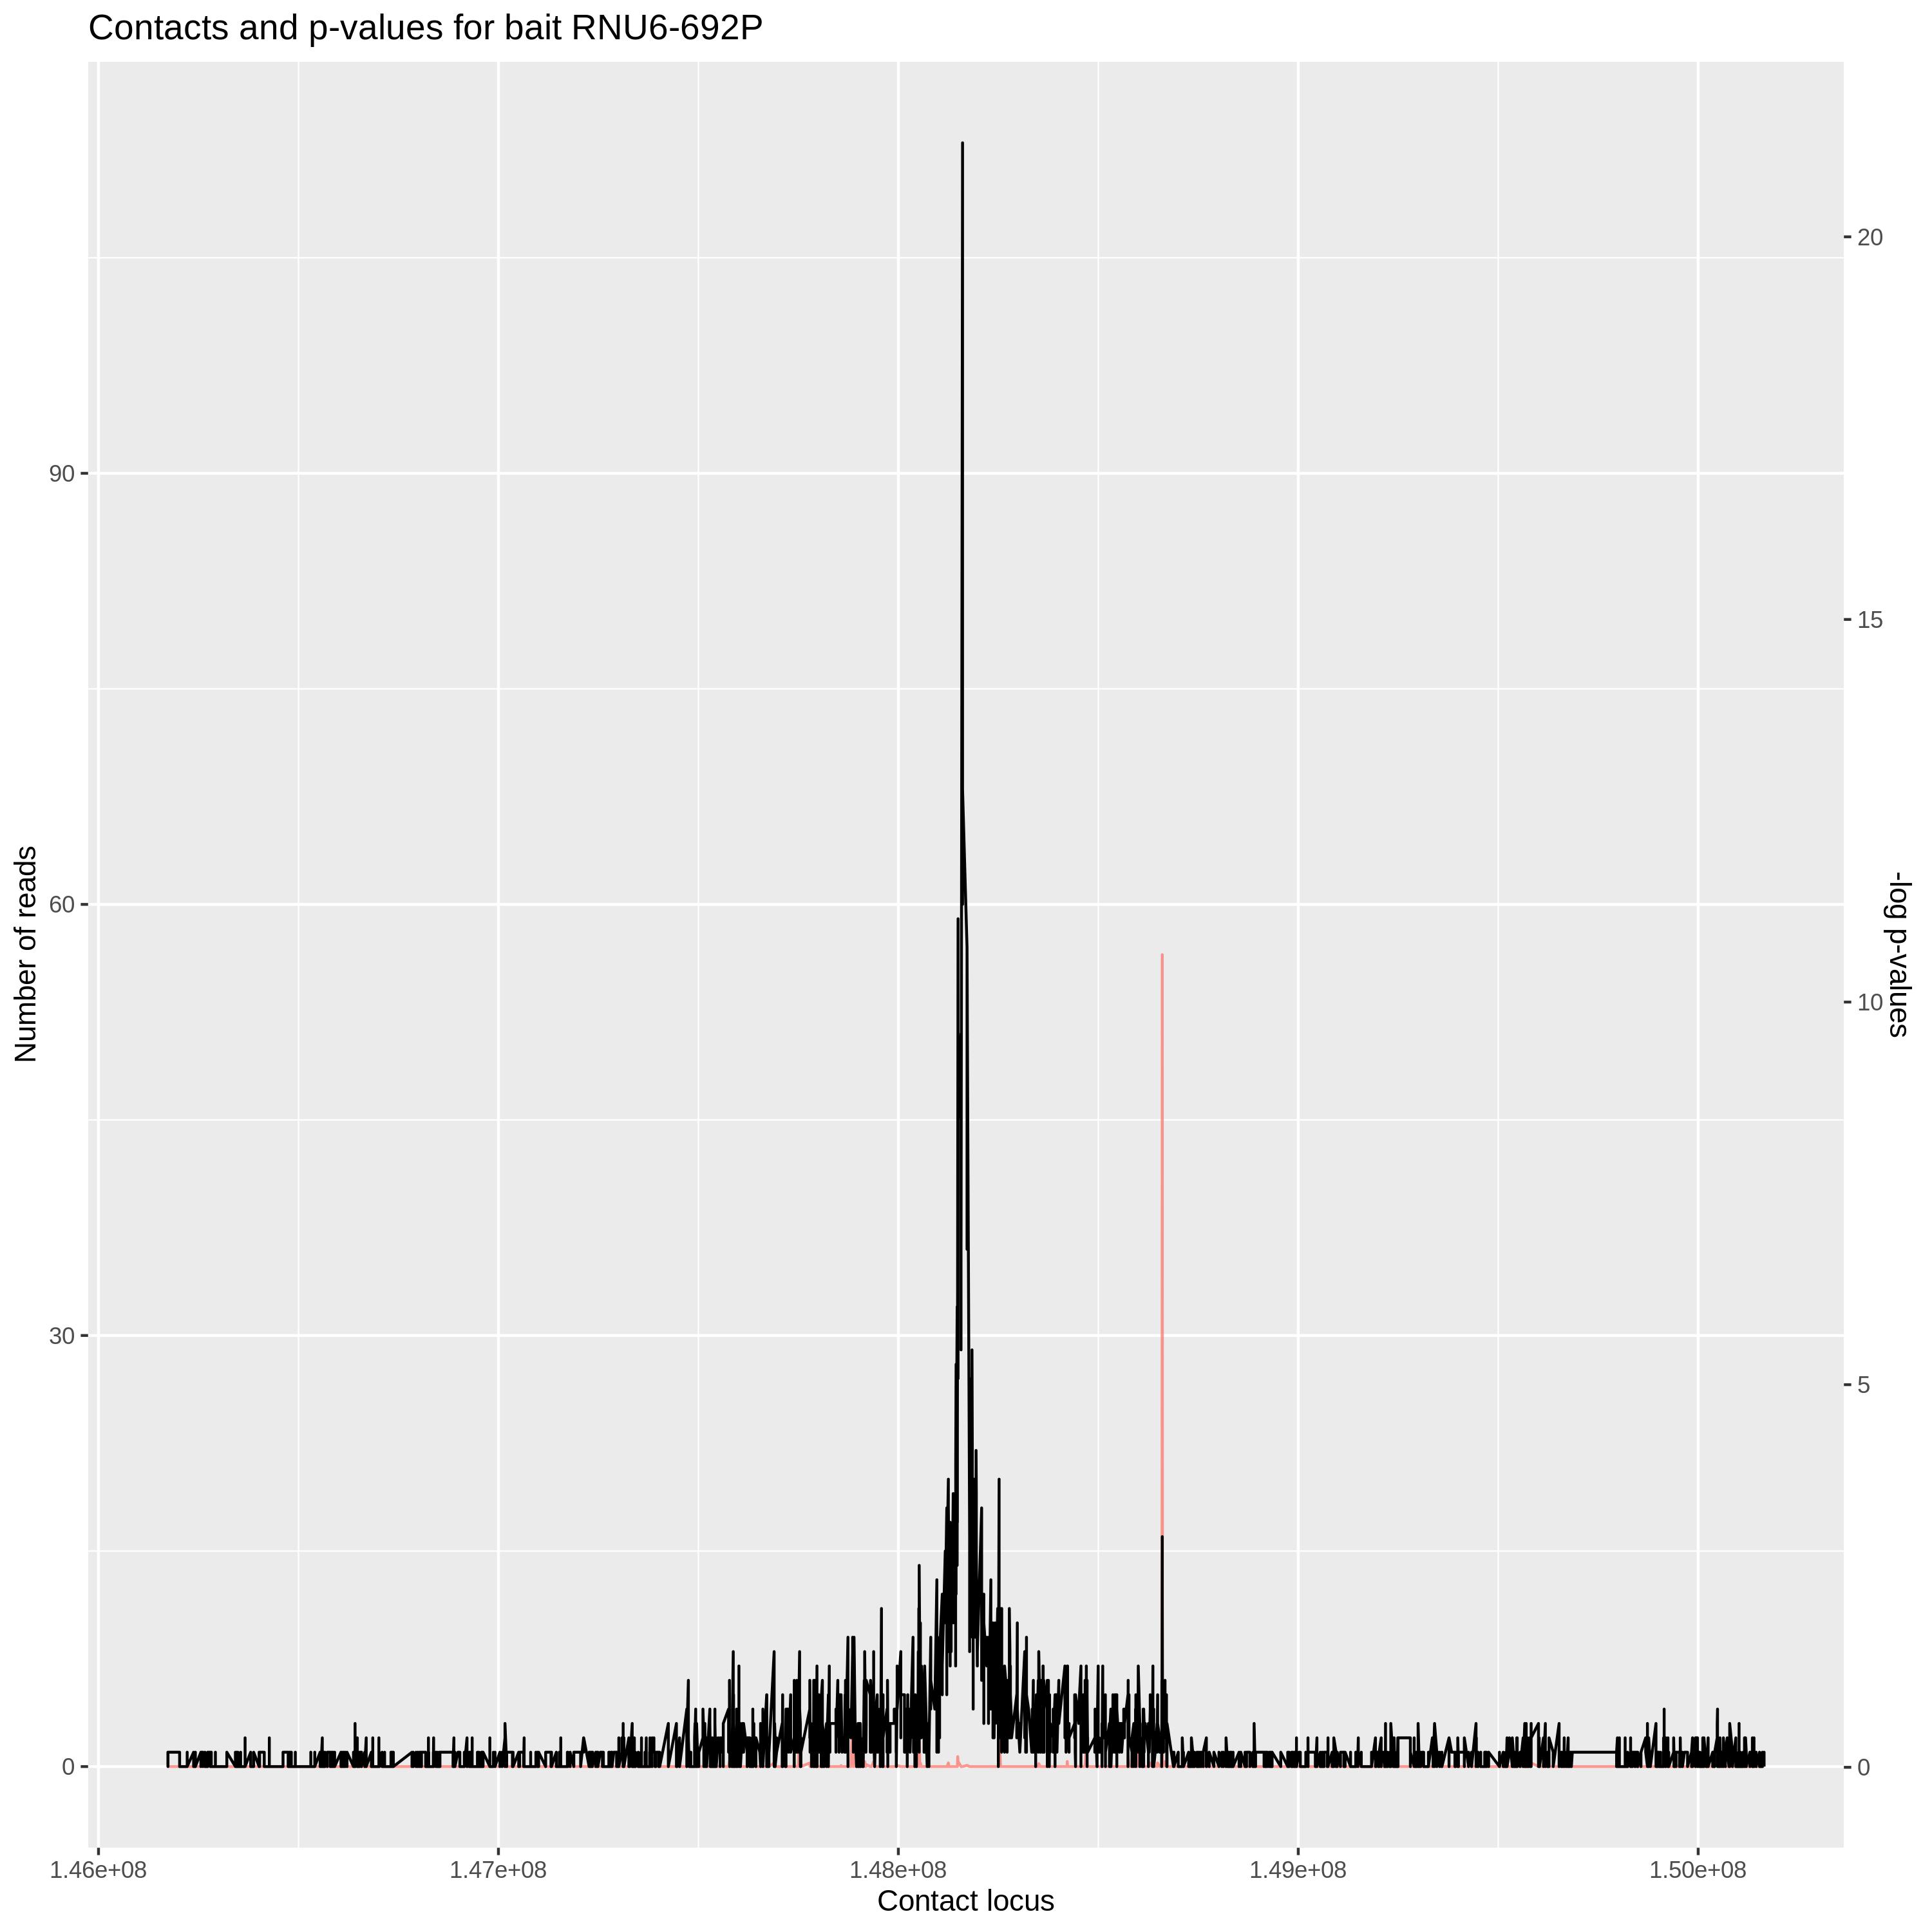 Contacts and p-values for bait RNU6-692P
Number of reads
90
60
30
0
20
15
10
5
0
-log p-values
1.46e+08
1.47e+08
1.48e+08
1.49e+08
1.50e+08
Contact locus